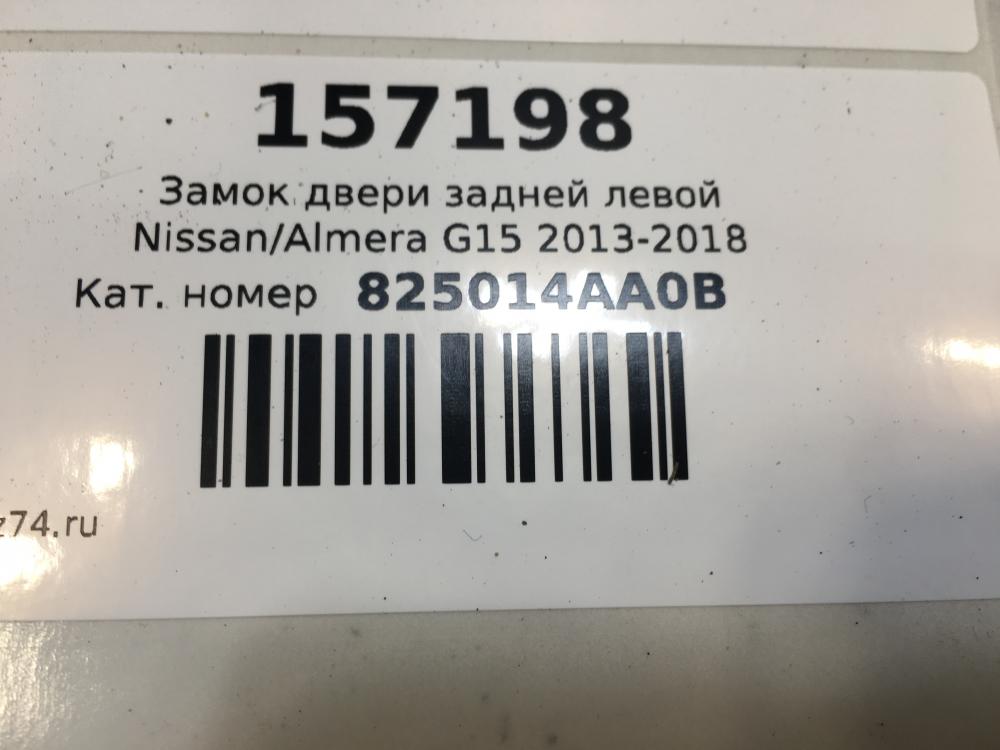 157198
Замок двери задней левой
Nissan/Almera G15 2013-2018
Кат. номер 825014AA0B
z74.ru